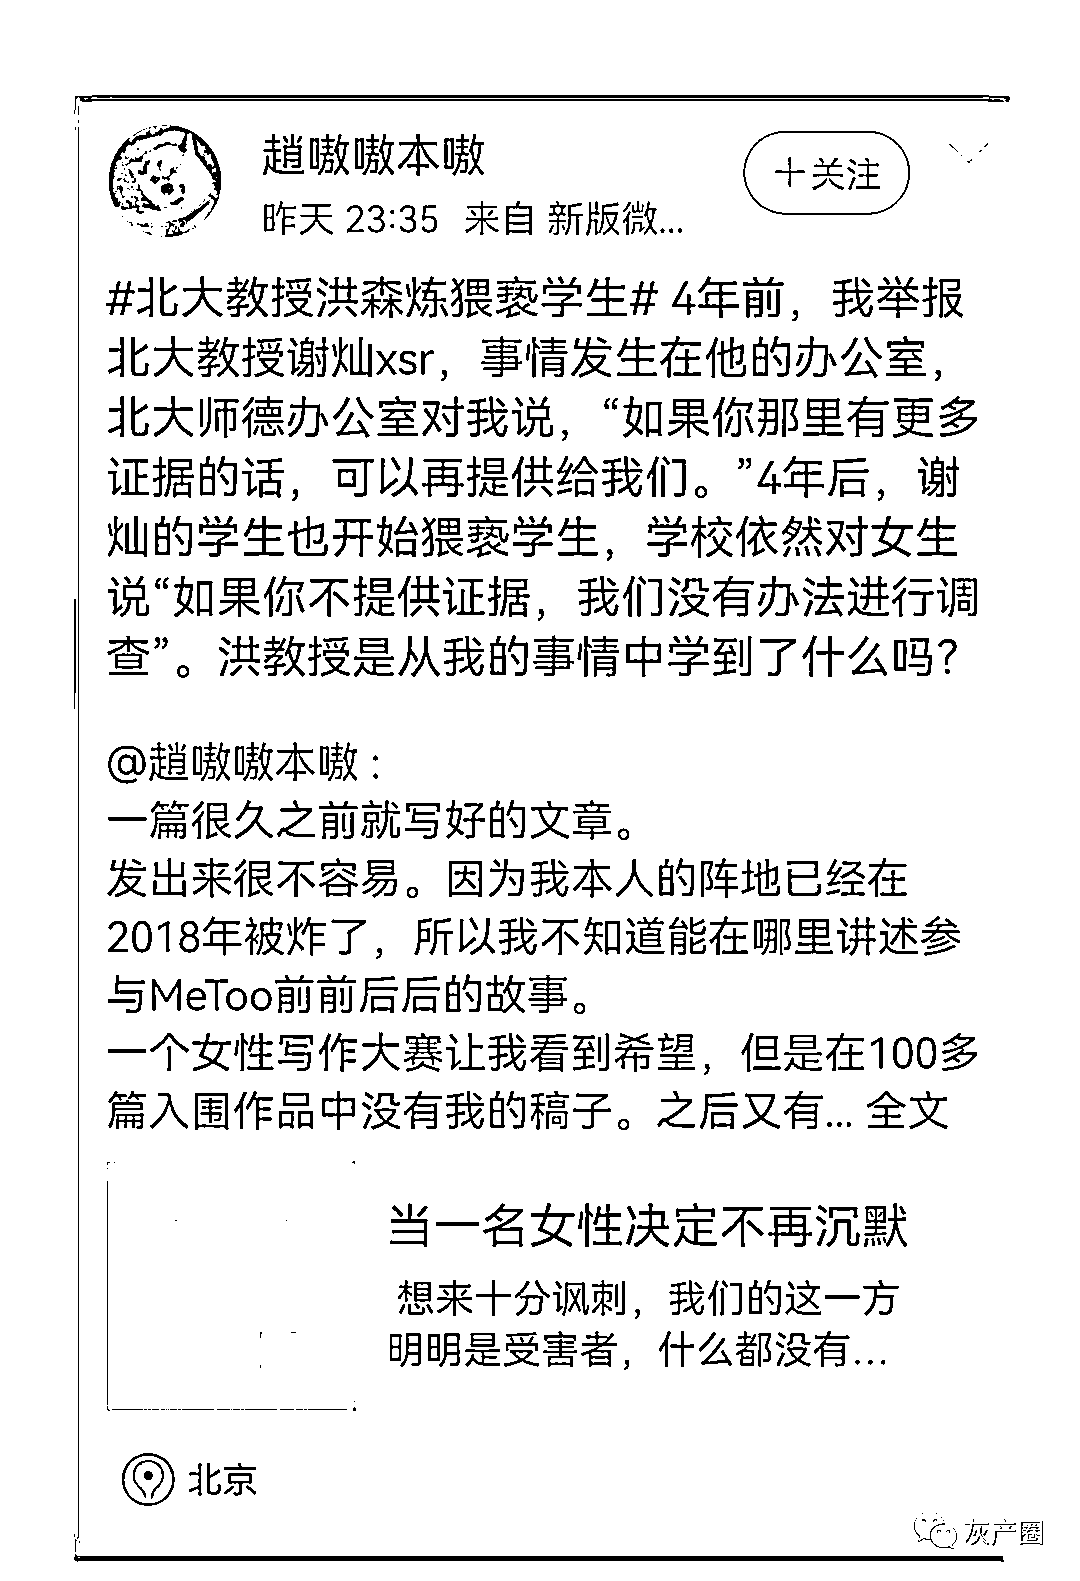 趙嗷嗷本嗷
十关注
昨天 23:35 来自 新版微...
#北大教授洪森炼猥亵学生# 4年前，我举报
北大教授谢灿xsr，事情发生在他的办公室，
北大师德办公室对我说，“如果你那里有更多
证据的话，可以再提供给我们。”4年后，谢
灿的学生也开始猥亵学生，学校依然对女生
说“如果你不提供证据，我们没有办法进行调
查”。洪教授是从我的事情中学到了什么吗？
@趙嗷嗷本嗷：
一篇很久之前就写好的文章。
发出来很不容易。因为我本人的阵地已经在
2018年被炸了，所以我不知道能在哪里讲述参
与MeToo前前后后的故事。
一个女性写作大赛让我看到希望，但是在100多
篇入围作品中没有我的稿子。之后又有... 全文
当一名女性决定不再沉默
想来十分讽刺，我们的这一方
明明是受害者，什么都没有...
北京
灰产圈